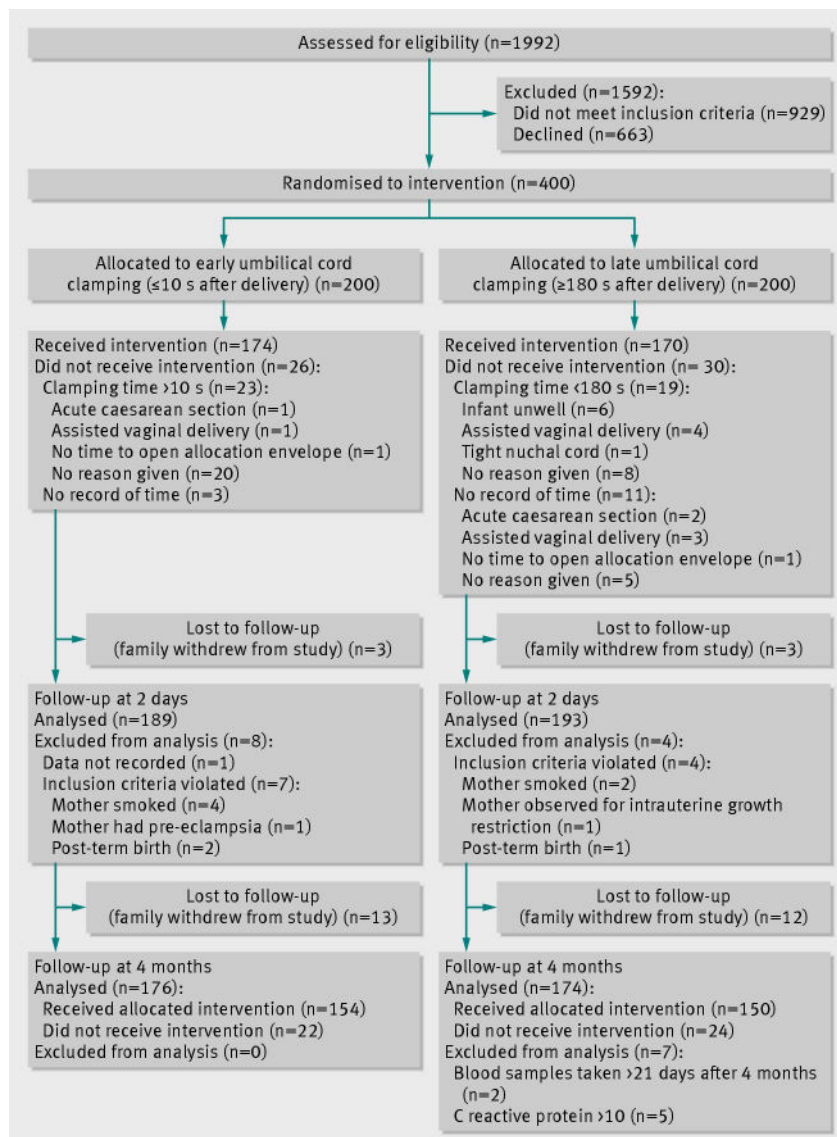 Assessed for eligibility (n=1992)
Excluded (n=1592):
Did not meet inclusion criteria (n=929)
Declined (n=663)
Randomised to intervention (n=400)
Allocated to early umbilical cord
clamping (≤10 s after delivery) (n=200)
Allocated to late umbilical cord
clamping (≥180 s after delivery) (n=200)
Received intervention (n=174)
Did not receive intervention (n=26):
Clamping time >10 s (n=23):
Acute caesarean section (n=1)
Assisted vaginal delivery (n=1)
No time to open allocation envelope (n=1)
No reason given (n=20)
No record of time (n=3)
Received intervention (n=170)
Did not receive intervention (n= 30):
Clamping time <180 s (n=19):
Infant unwell (n=6)
Assisted vaginal delivery (n=4)
Tight nuchal cord (n=1)
No reason given (n=8)
No record of time (n=11):
Acute caesarean section (n=2)
Assisted vaginal delivery (n=3)
No time to open allocation envelope (n=1)
No reason given (n=5)
Lost to follow-up
(family withdrew from study) (n=3)
Lost to follow-up
(family withdrew from study) (n=3)
Follow-up at 2 days
Analysed (n=189)
Excluded from analysis (n=8):
Data not recorded (n=1)
Inclusion criteria violated (n=7):
Mother smoked (n=4)
Mother had pre-eclampsia (n=1)
Post-term birth (n=2)
Follow-up at 2 days
Analysed (n=193)
Excluded from analysis (n=4):
Inclusion criteria violated (n=4):
Mother smoked (n=2)
Mother observed for intrauterine growth
restriction (n=1)
Post-term birth (n=1)
Lost to follow-up
(family withdrew from study) (n=13)
Lost to follow-up
(family withdrew from study) (n=12)
Follow-up at 4 months
Analysed (n=176):
Received allocated intervention (n=154)
Did not receive intervention (n=22)
Excluded from analysis (n=0)
Follow-up at 4 months
Analysed (n=174):
Received allocated intervention (n=150)
Did not receive intervention (n=24)
Excluded from analysis (n=7):
Blood samples taken >21 days after 4 months
(n=2)
C reactive protein >10 (n=5)